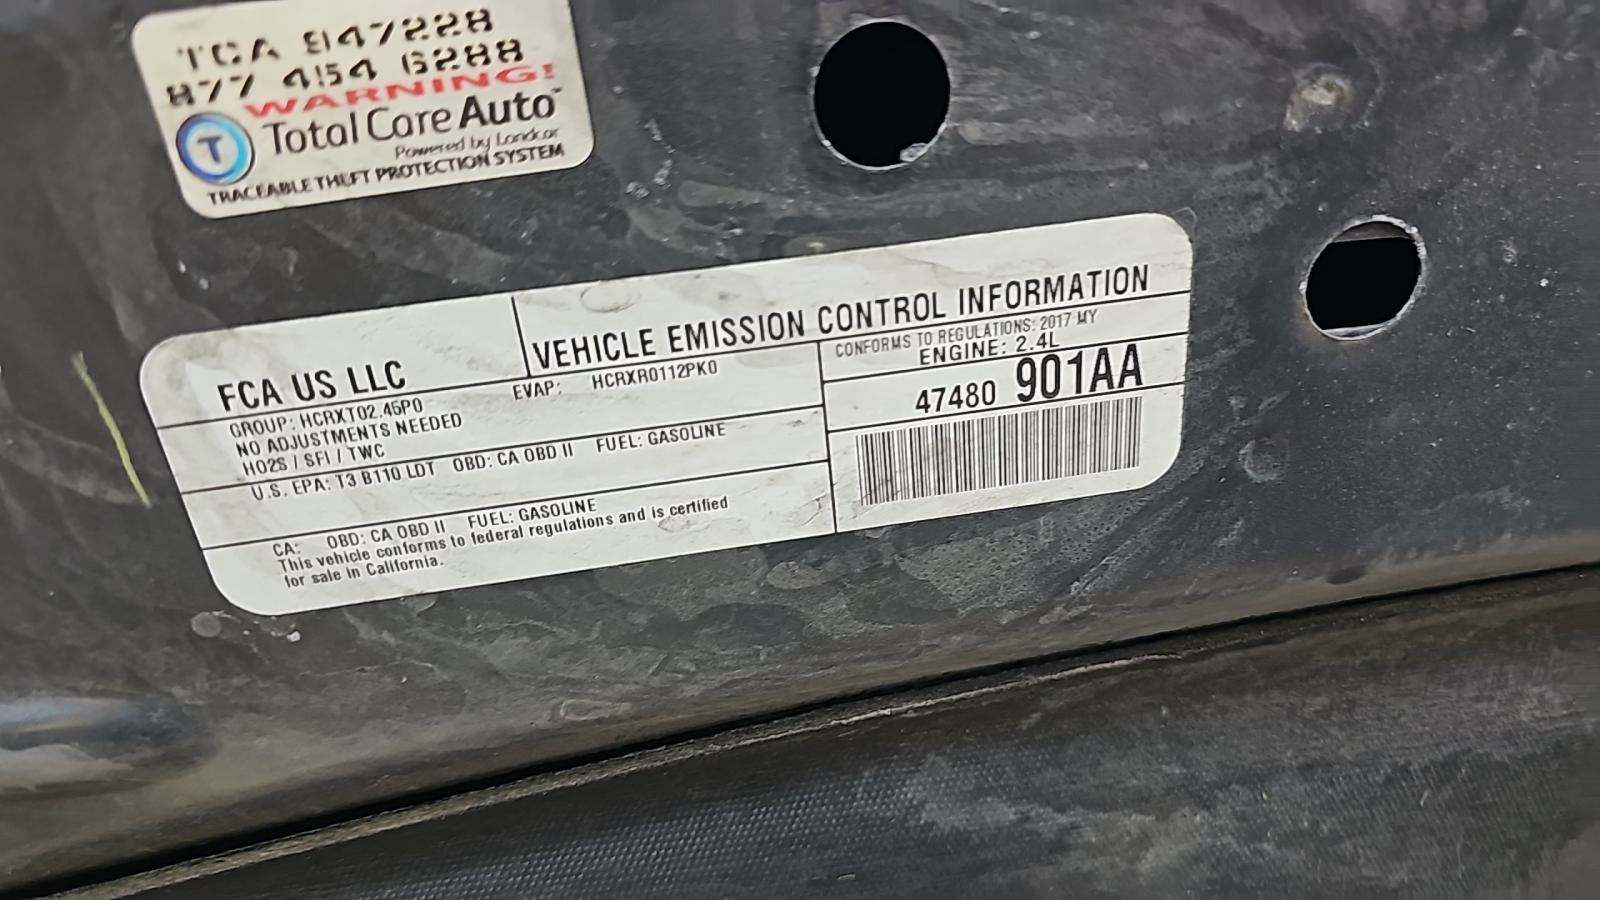 TCA 947228
877 454 6288
WARNING!
T Total Care Auto
Powered by Landcar
TRACEABLE THEFT PROTECTION SYSTEM
FCA US LLC
VEHICLE EMISSION CONTROL INFORMATION
GROUP: HCRXT02.45P0
EVAP: HCRXR0112PK0
NO ADJUSTMENTS NEEDED
HO2S / SFI / TWC
U.S. EPA: T3 B110 LDT OBD: CA OBD II FUEL: GASOLINE
CA: OBD: CA OBD II FUEL: GASOLINE
This vehicle conforms to federal regulations and is certified
for sale in California.
CONFORMS TO REGULATIONS: 2017 MY
ENGINE: 2.4L
47480 901AA